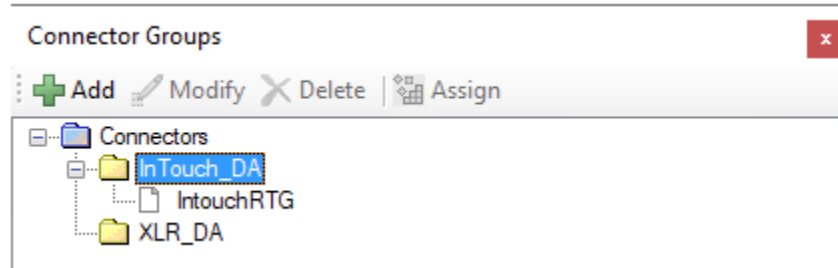 Connector Groups x
Add Modify Delete Assign
Connectors
InTouch_DA
IntouchRTG
XLR_DA